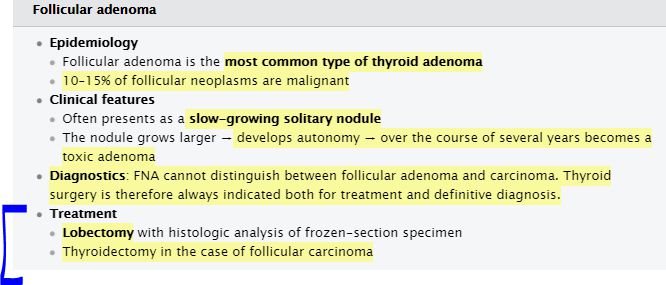 Follicular adenoma
• Epidemiology
• Follicular adenoma is the most common type of thyroid adenoma
• 10–15% of follicular neoplasms are malignant
• Clinical features
• Often presents as a slow–growing solitary nodule
• The nodule grows larger → develops autonomy → over the course of several years becomes a
toxic adenoma
• Diagnostics: FNA cannot distinguish between follicular adenoma and carcinoma. Thyroid
surgery is therefore always indicated both for treatment and definitive diagnosis.
• Treatment
• Lobectomy with histologic analysis of frozen–section specimen
• Thyroidectomy in the case of follicular carcinoma